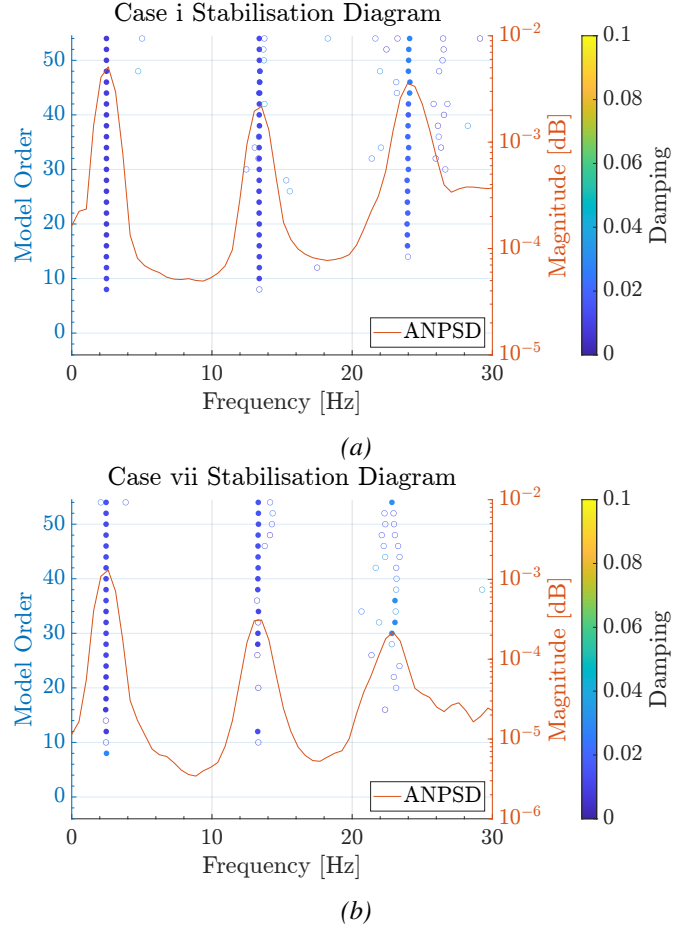 Case i Stabilisation Diagram
50
40
30
20
10
0
Model Order
10^-2
10^-3
10^-4
10^-5
Magnitude [dB]
0.1
0.08
0.06
0.04
0.02
0
Damping
ANPSD
0 10 20 30
Frequency [Hz]
(a)
Case vii Stabilisation Diagram
50
40
30
20
10
0
Model Order
10^-2
10^-3
10^-4
10^-5
10^-6
Magnitude [dB]
0.1
0.08
0.06
0.04
0.02
0
Damping
ANPSD
0 10 20 30
Frequency [Hz]
(b)